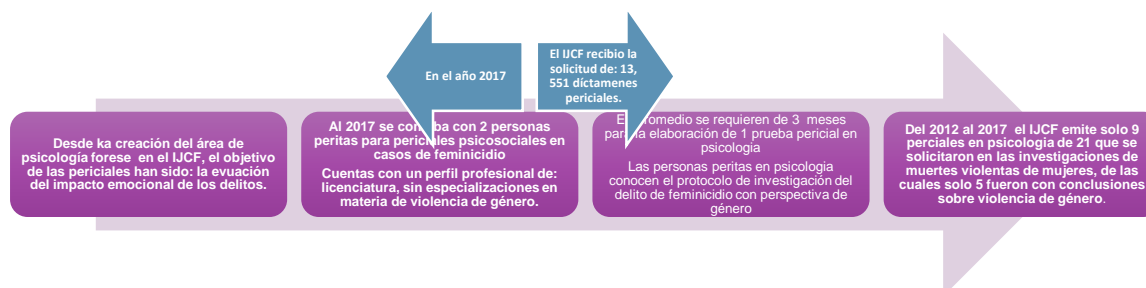 En el año 2017
El IJCF recibio la
solicitud de: 13,
551 díctamenes
periciales.
Desde ka creación del área de
psicología forese en el IJCF, el objetivo
de las periciales han sido: la evuación
del impacto emocional de los delitos.
Al 2017 se con ba con 2 personas
peritas para periciales psicosociales en
casos de feminicidio
Cuentas con un perfil profesional de:
licenciatura, sin especializaciones en
materia de violencia de género.
E romedio se requieren de 3 meses
par la elaboración de 1 prueba pericial en
psicologia
Las personas peritas en psicologia
conocen el protocolo de investigación del
delito de feminicidio con perspectiva de
género
Del 2012 al 2017 el IJCF emite solo 9
perciales en psicologia de 21 que se
solicitaron en las investigaciones de
muertes violentas de mujeres, de las
cuales solo 5 fueron con conclusiones
sobre violencia de género.